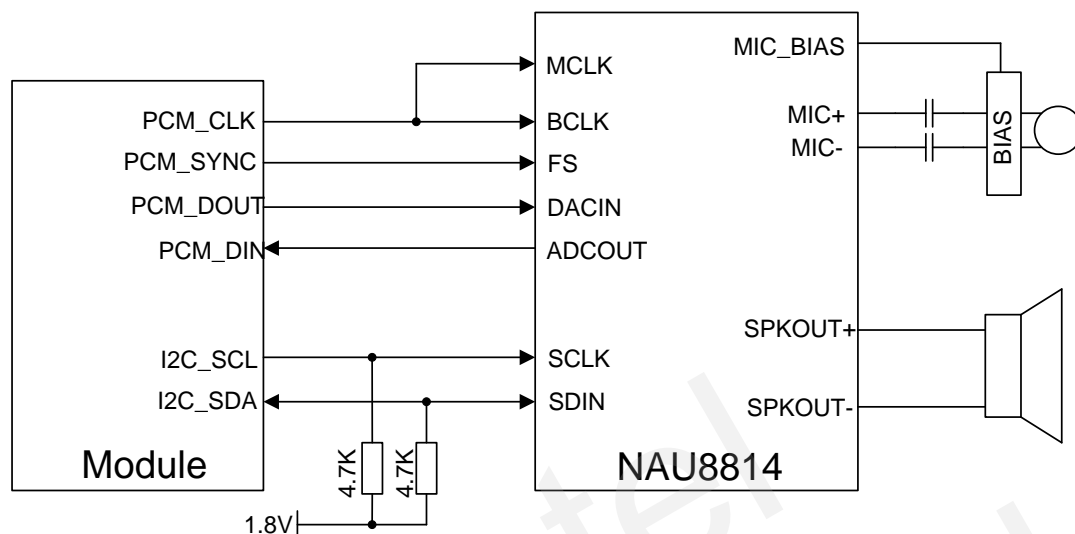 MIC_BIAS
MCLK
PCM_CLK
BCLK
MIC+
MIC-
BIAS
PCM_SYNC
FS
PCM_DOUT
DACIN
PCM_DIN
ADCOUT
SPKOUT+
I2C_SCL
SCLK
I2C_SDA
SDIN
SPKOUT-
Module
4.7K
4.7K
NAU8814
1.8V